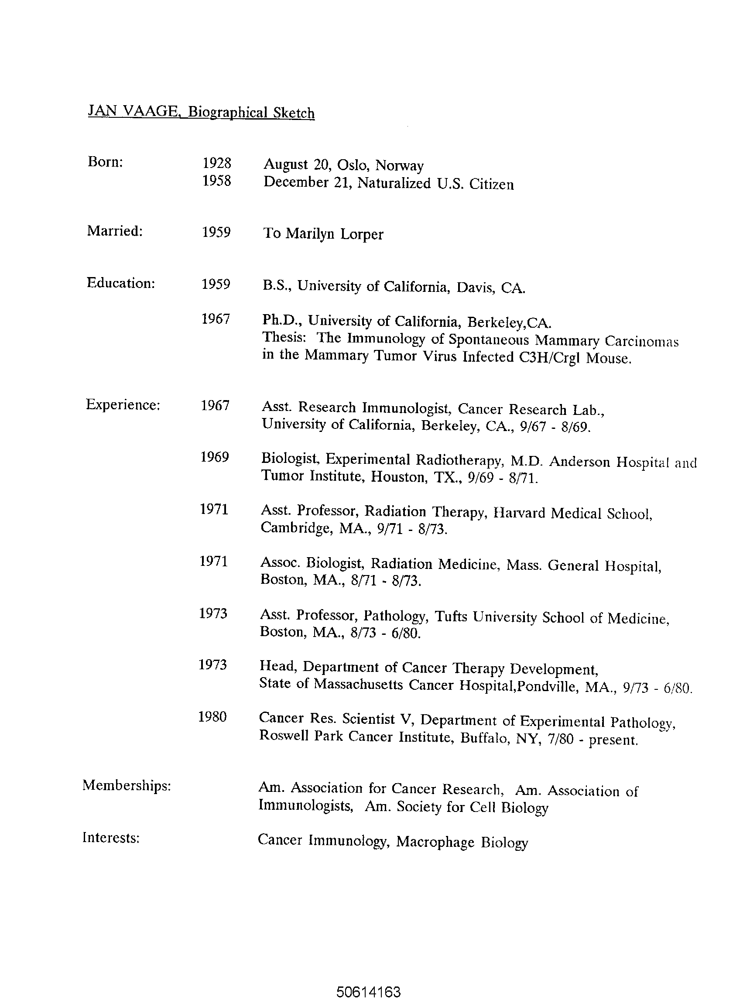 JAN VAAGE, Biographical Sketch
Born: 1928 August 20, Oslo, Norway
1958 December 21, Naturalized U.S. Citizen
Married: 1959 To Marilyn Lorper
Education: 1959 B.S., University of California, Davis, CA.
1967 Ph.D., University of California, Berkeley,CA.
Thesis: The Immunology of Spontaneous Mammary Carcinomas
in the Mammary Tumor Virus Infected C3H/Crgl Mouse.
Experience: 1967 Asst. Research Immunologist, Cancer Research Lab.,
University of California, Berkeley, CA., 9/67 - 8/69.
1969 Biologist, Experimental Radiotherapy, M.D. Anderson Hospital and
Tumor Institute, Houston, TX., 9/69 - 8/71.
1971 Asst. Professor, Radiation Therapy, Harvard Medical School,
Cambridge, MA., 9/71 - 8/73.
1971 Assoc. Biologist, Radiation Medicine, Mass. General Hospital,
Boston, MA., 8/71 - 8/73.
1973 Asst. Professor, Pathology, Tufts University School of Medicine,
Boston, MA., 8/73 - 6/80.
1973 Head, Department of Cancer Therapy Development,
State of Massachusetts Cancer Hospital,Pondville, MA., 9/73 - 6/80.
1980 Cancer Res. Scientist V, Department of Experimental Pathology,
Roswell Park Cancer Institute, Buffalo, NY, 7/80 - present.
Memberships: Am. Association for Cancer Research, Am. Association of
Immunologists, Am. Society for Cell Biology
Interests: Cancer Immunology, Macrophage Biology
50614163